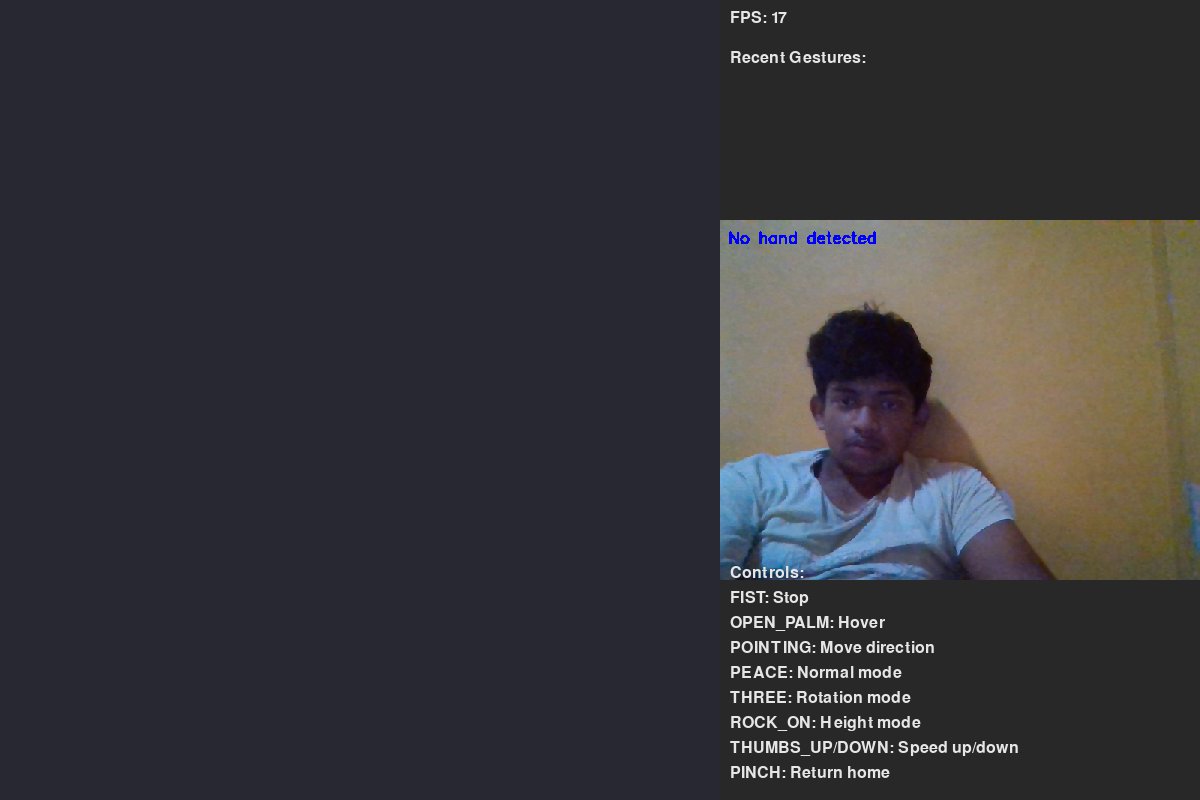 FPS: 17
Recent Gestures:
No hand detected
Controls:
FIST: Stop
OPEN_PALM: Hover
POINTING: Move direction
PEACE: Normal mode
THREE: Rotation mode
ROCK_ON: Height mode
THUMBS_UP/DOWN: Speed up/down
PINCH: Return home